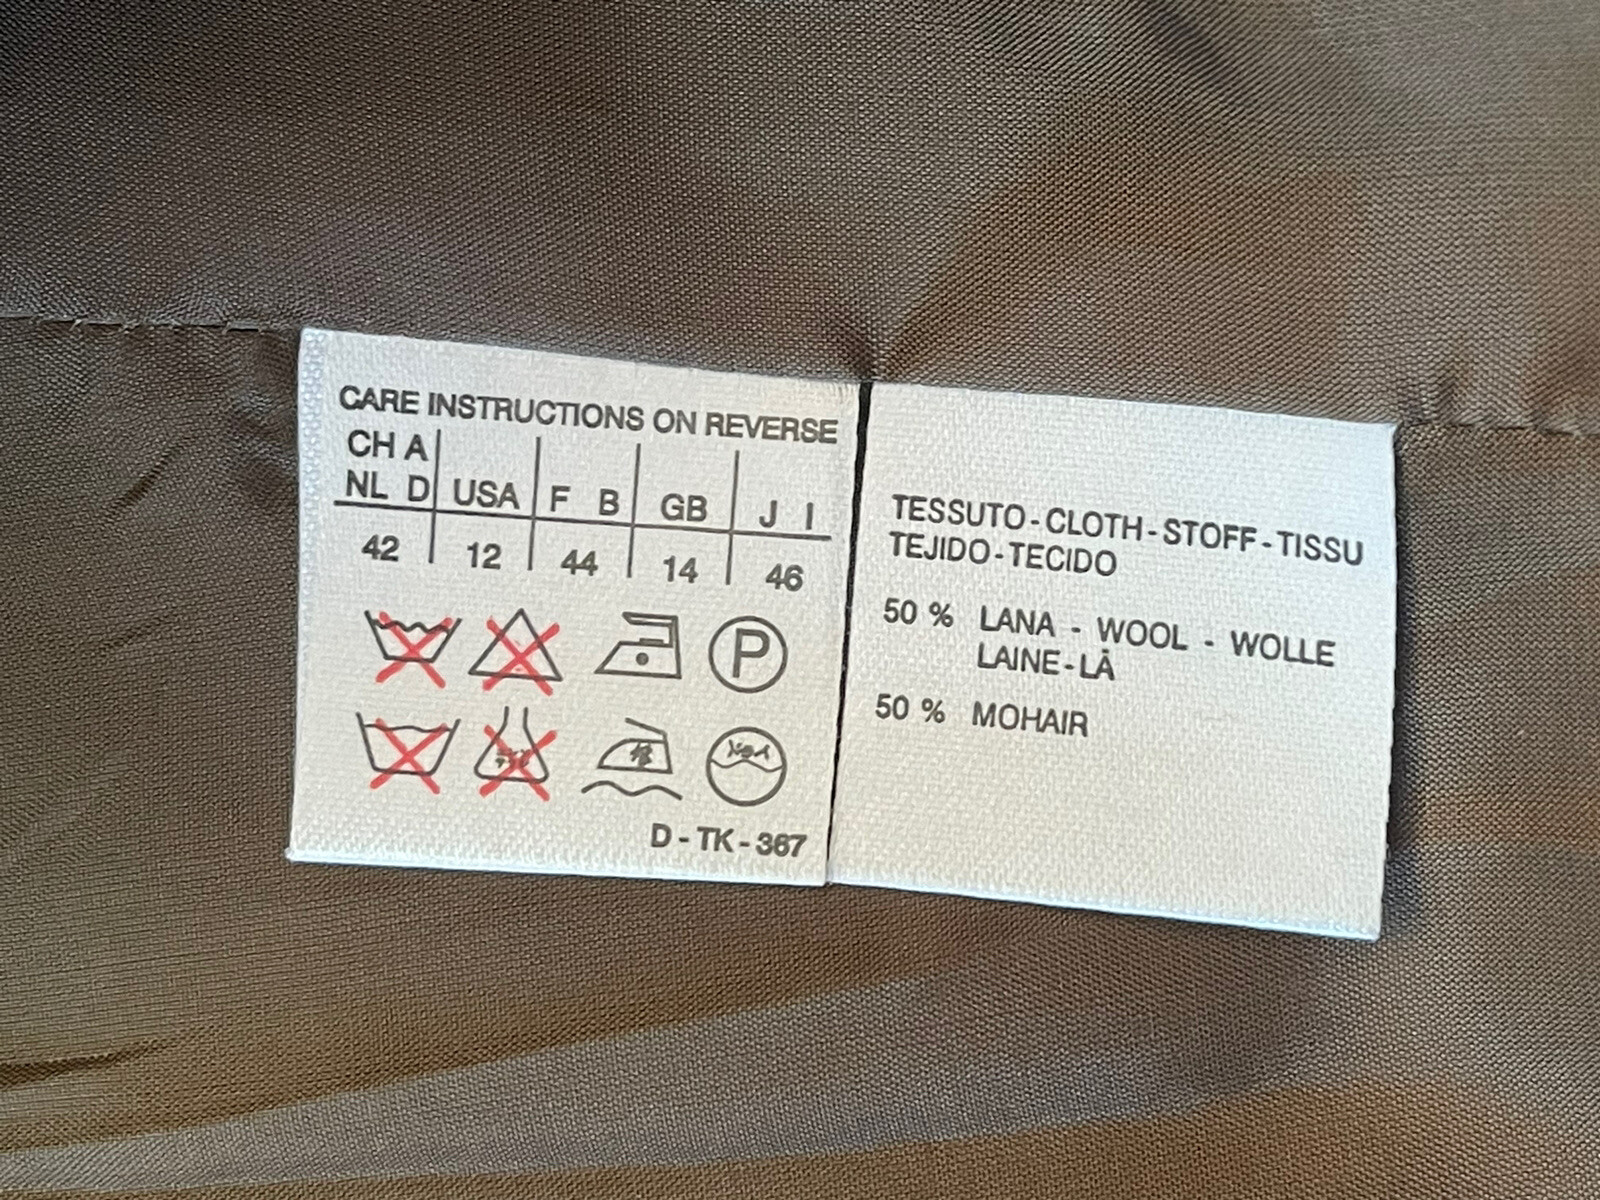 CARE INSTRUCTIONS ON REVERSE
CH A
NL D USA F B GB J I
42 12 44 14 46
P
D - TK - 367
TESSUTO - CLOTH - STOFF - TISSU
TEJIDO - TECIDO
50 % LANA - WOOL - WOLLE
LAINE - LÃ
50 % MOHAIR